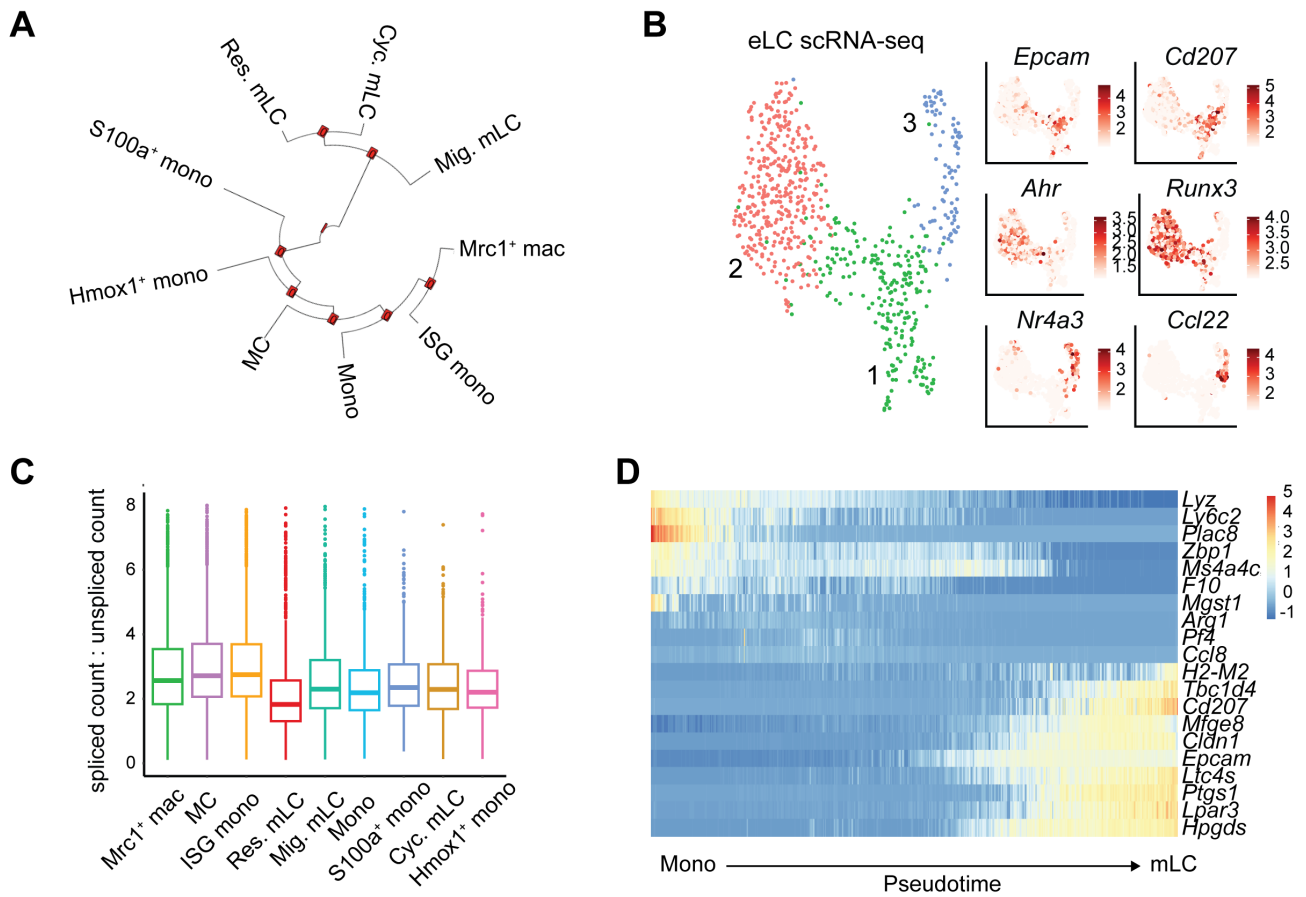 A
Res. mLC
Cyc. mLC
Mig. mLC
S100a⁺ mono
Hmox1⁺ mono
MC
Mono
ISG mono
Mrc1⁺ mac
B
eLC scRNA-seq
1
2
3
Epcam
4
3
2
Cd207
5
4
3
2
Ahr
3.5
3.0
2.5
2.0
1.5
Runx3
4.0
3.5
3.0
2.5
Nr4a3
4
3
2
Ccl22
4
3
2
C
spliced count : unspliced count
8
6
4
2
0
Mrc1⁺ mac
MC
ISG mono
Res. mLC
Mig. mLC
Mono
S100a⁺ mono
Cyc. mLC
Hmox1⁺ mono
D
Lyz
Ly6c2
Plac8
Zbp1
Ms4a4c
F10
Mgst1
Arg1
Pf4
Ccl8
H2-M2
Tbc1d4
Cd207
Mfge8
Cldn1
Epcam
Ltc4s
Ptgs1
Lpar3
Hpgds
5
4
3
2
1
0
-1
Mono
mLC
Pseudotime